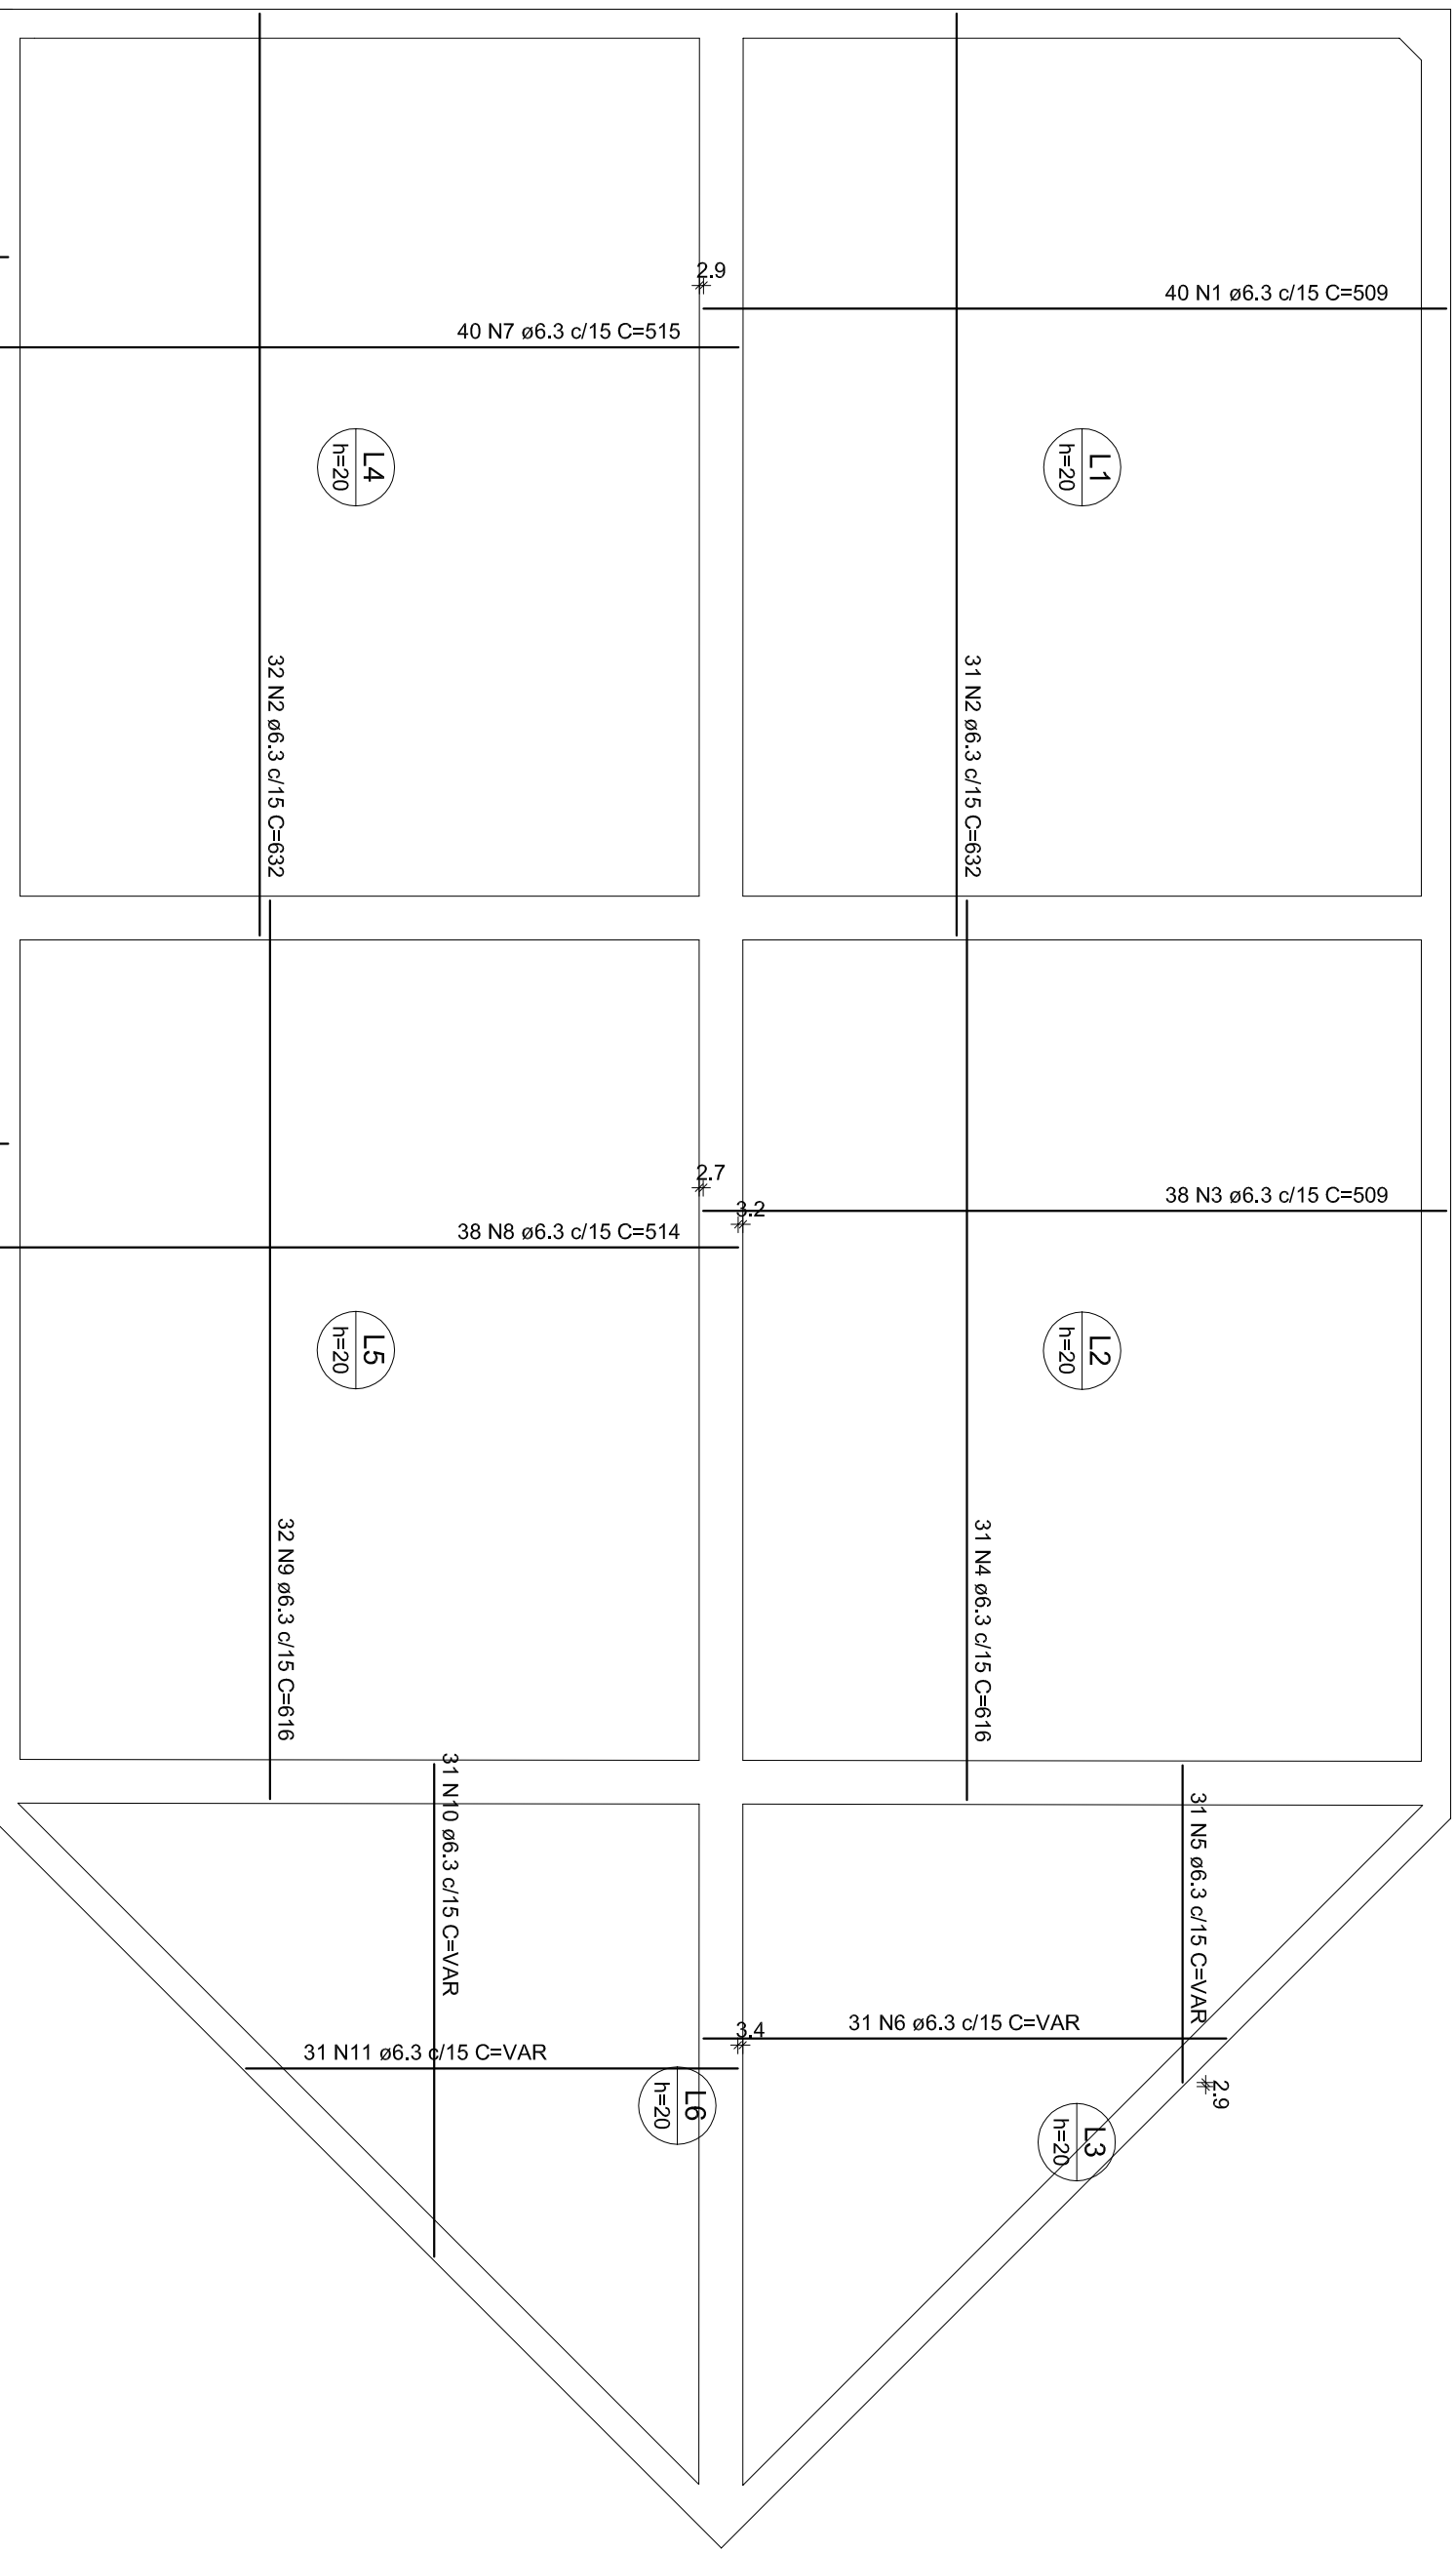 2.9
40 N1 ø6.3 c/15 C=509
40 N7 ø6.3 c/15 C=515
L4
h=20
L1
h=20
32 N2 ø6.3 c/15 C=632
31 N2 ø6.3 c/15 C=632
2.7
3.2
38 N3 ø6.3 c/15 C=509
38 N8 ø6.3 c/15 C=514
L5
h=20
L2
h=20
32 N9 ø6.3 c/15 C=616
31 N4 ø6.3 c/15 C=616
31 N10 ø6.3 c/15 C=VAR
31 N5 ø6.3 c/15 C=VAR
3.4
31 N6 ø6.3 c/15 C=VAR
31 N11 ø6.3 c/15 C=VAR
L6
h=20
2.9
L3
h=20